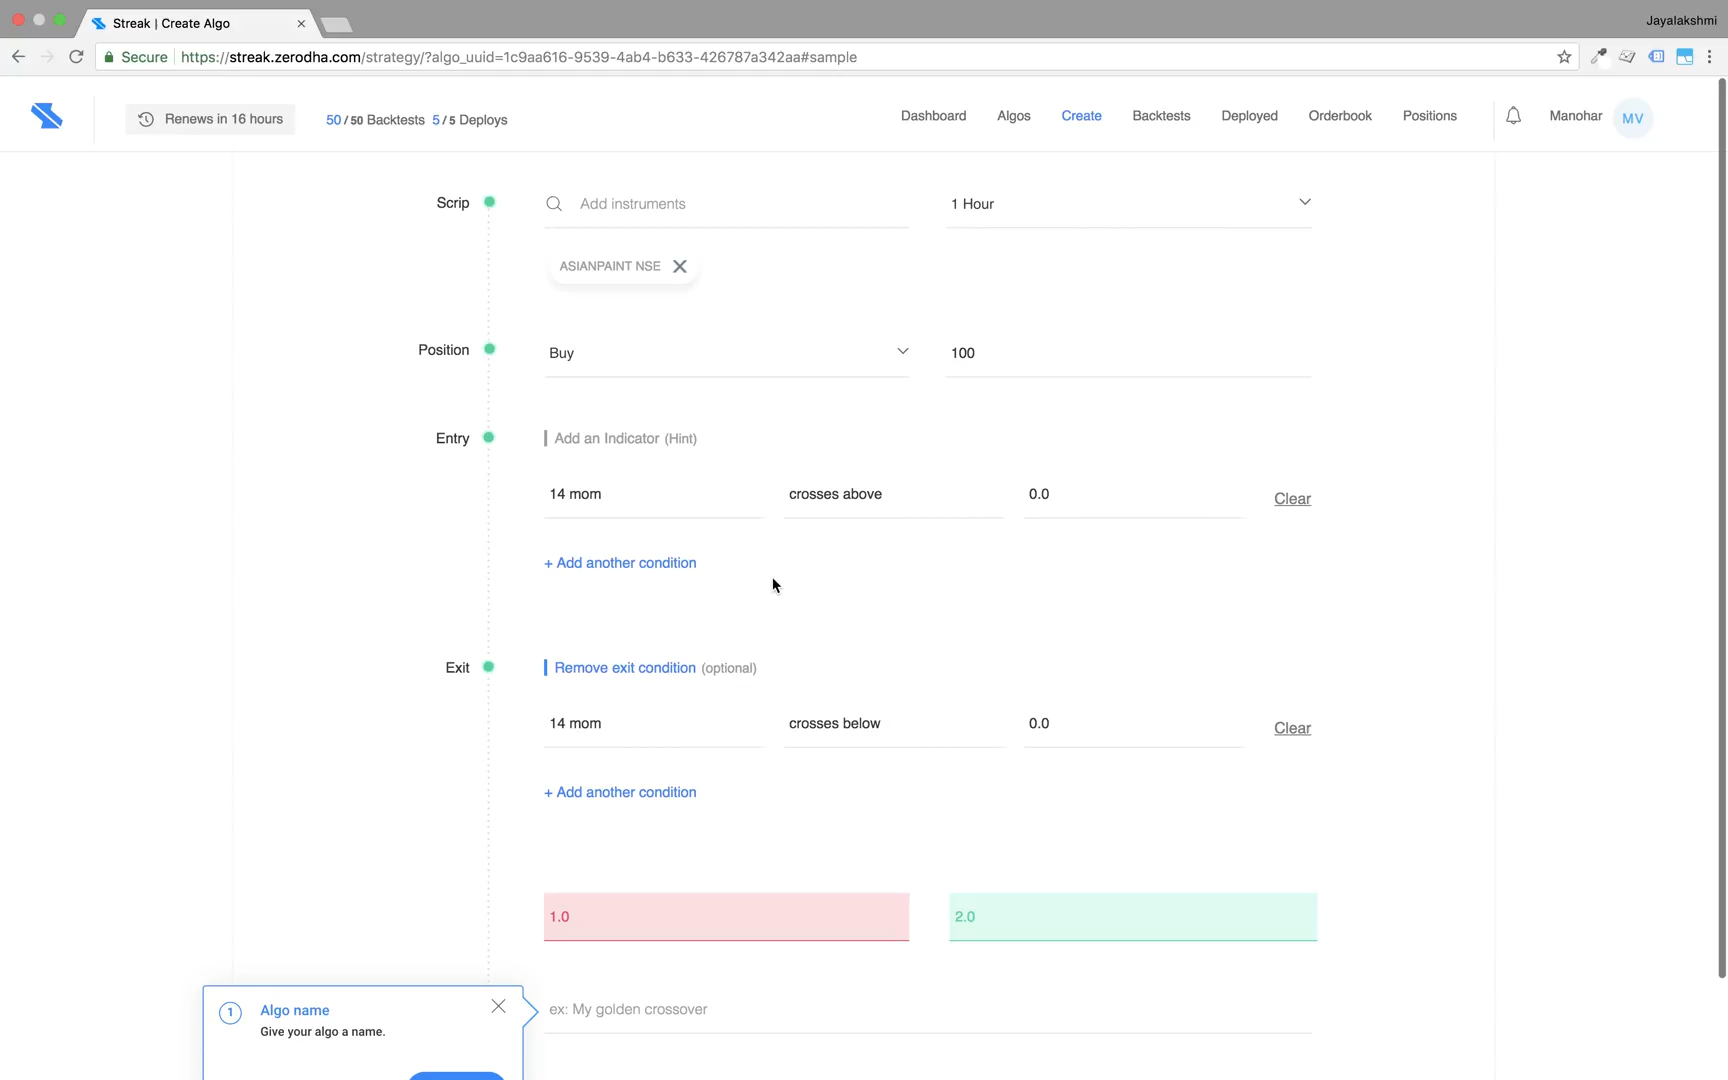 Streak | Create Algo
Jayalakshmi
Secure https://streak.zerodha.com/strategy/?algo_uuid=1c9aa616-9539-4ab4-b633-426787a342aa#sample
Renews in 16 hours
50 / 50 Backtests 5 / 5 Deploys
Dashboard Algos Create Backtests Deployed Orderbook Positions
Manohar MV
Scrip Add instruments 1 Hour
ASIANPAINT NSE
Position Buy 100
Entry Add an Indicator (Hint)
14 mom crosses above 0.0 Clear
+ Add another condition
Exit Remove exit condition (optional)
14 mom crosses below 0.0 Clear
+ Add another condition
1.0 2.0
1 Algo name
Give your algo a name.
ex: My golden crossover